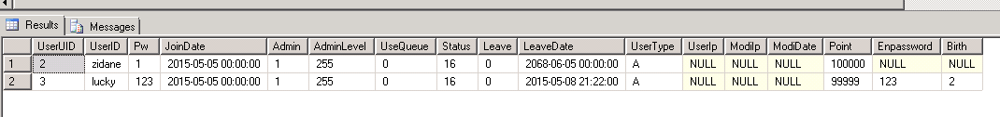 Results Messages
UserUID UserID Pw JoinDate Admin AdminLevel UseQueue Status Leave LeaveDate UserType UserIp ModiIp ModiDate Point Enpassword Birth
1 2 zidane 1 2015-05-05 00:00:00 1 255 0 16 0 2068-06-05 00:00:00 A NULL NULL NULL 100000 NULL NULL
2 3 lucky 123 2015-05-05 00:00:00 1 255 0 16 0 2015-05-08 21:22:00 A NULL NULL NULL 99999 123 2